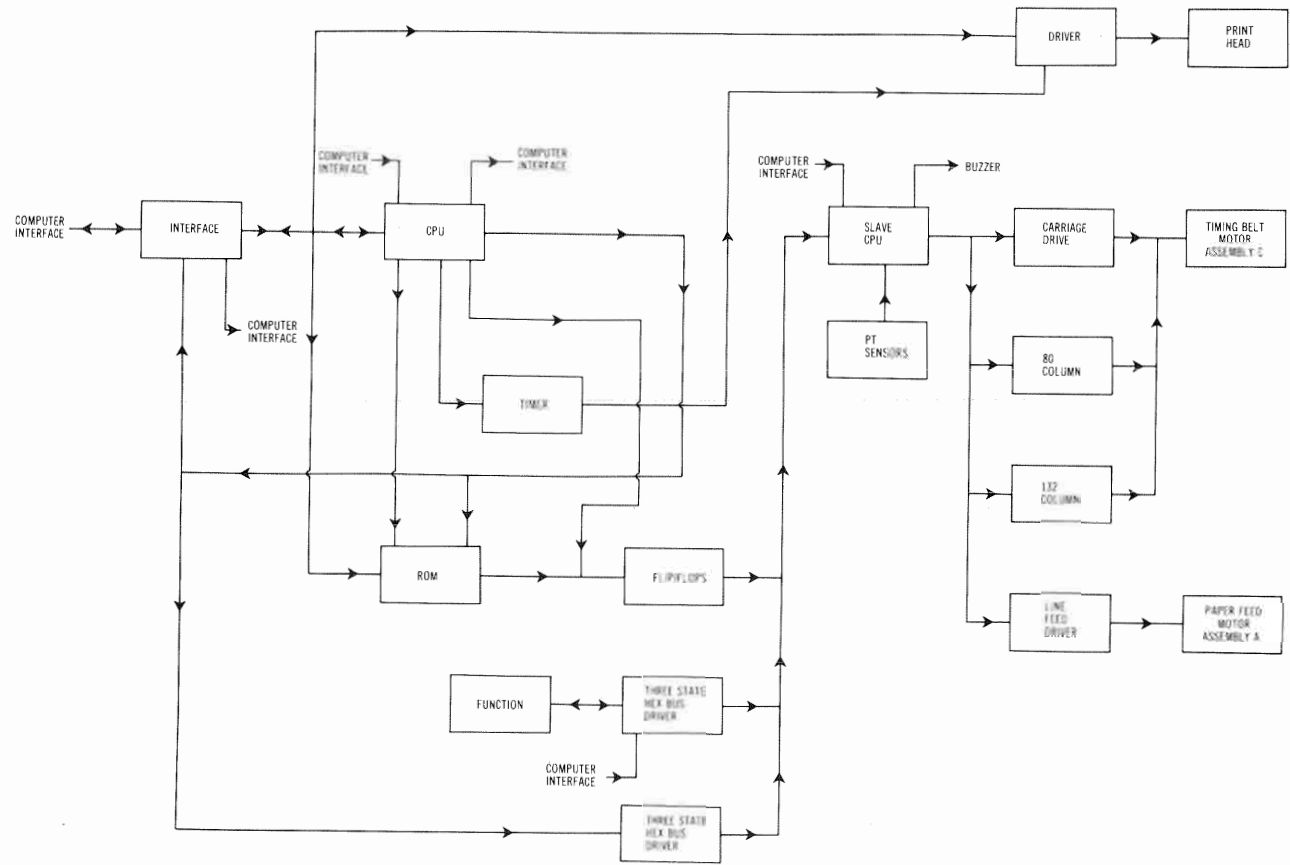 DRIVER
PRINT
HEAD
COMPUTER
INTERFACE
COMPUTER
INTERFACE
COMPUTER
INTERFACE
BUZZER
COMPUTER
INTERFACE
INTERFACE
CPU
SLAVE
CPU
CARRIAGE
DRIVE
TIMING BELT
MOTOR
ASSEMBLY C
COMPUTER
INTERFACE
PT
SENSORS
80
COLUMN
TIMER
132
COLUMN
ROM
FLIP/FLOPS
LINE
FEED
DRIVER
PAPER FEED
MOTOR
ASSEMBLY A
FUNCTION
THREE STATE
HEX BUS
DRIVER
COMPUTER
INTERFACE
THREE STATE
HEX BUS
DRIVER